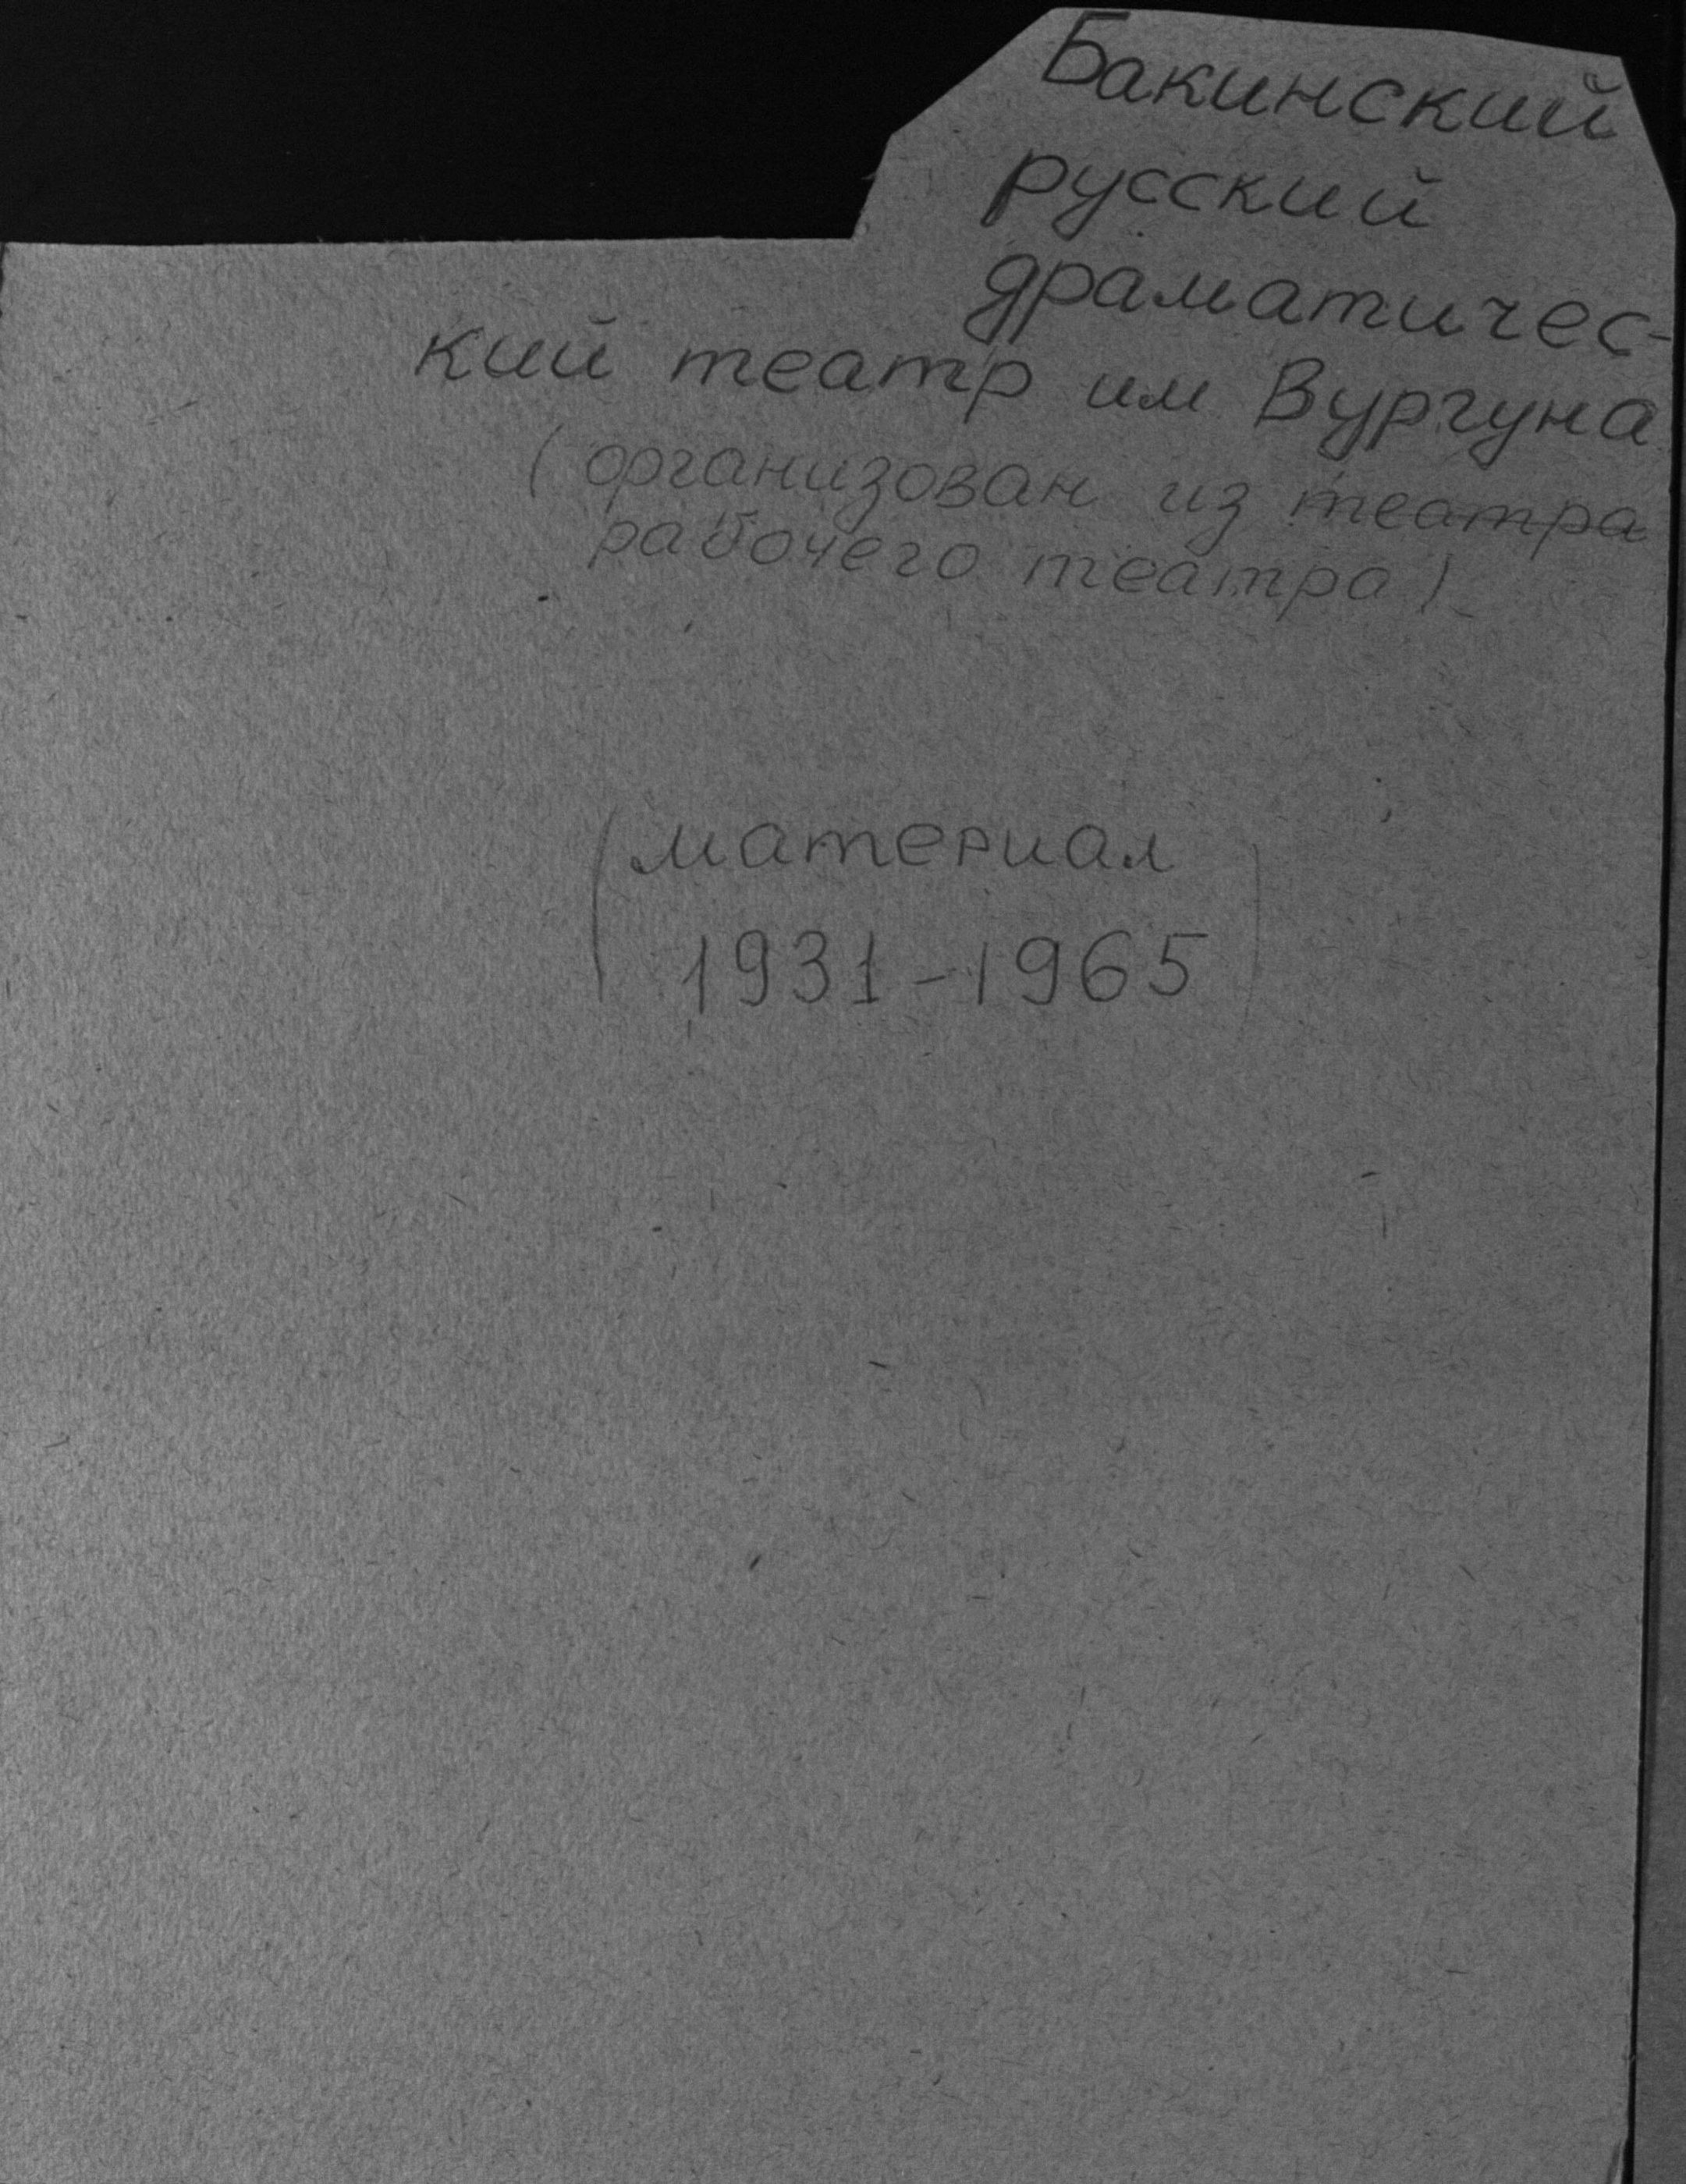 Бакинский
русский
драматичес-
кий театр им Вургуна
(организован из театра
рабочего театра)
(материал
1931-1965)